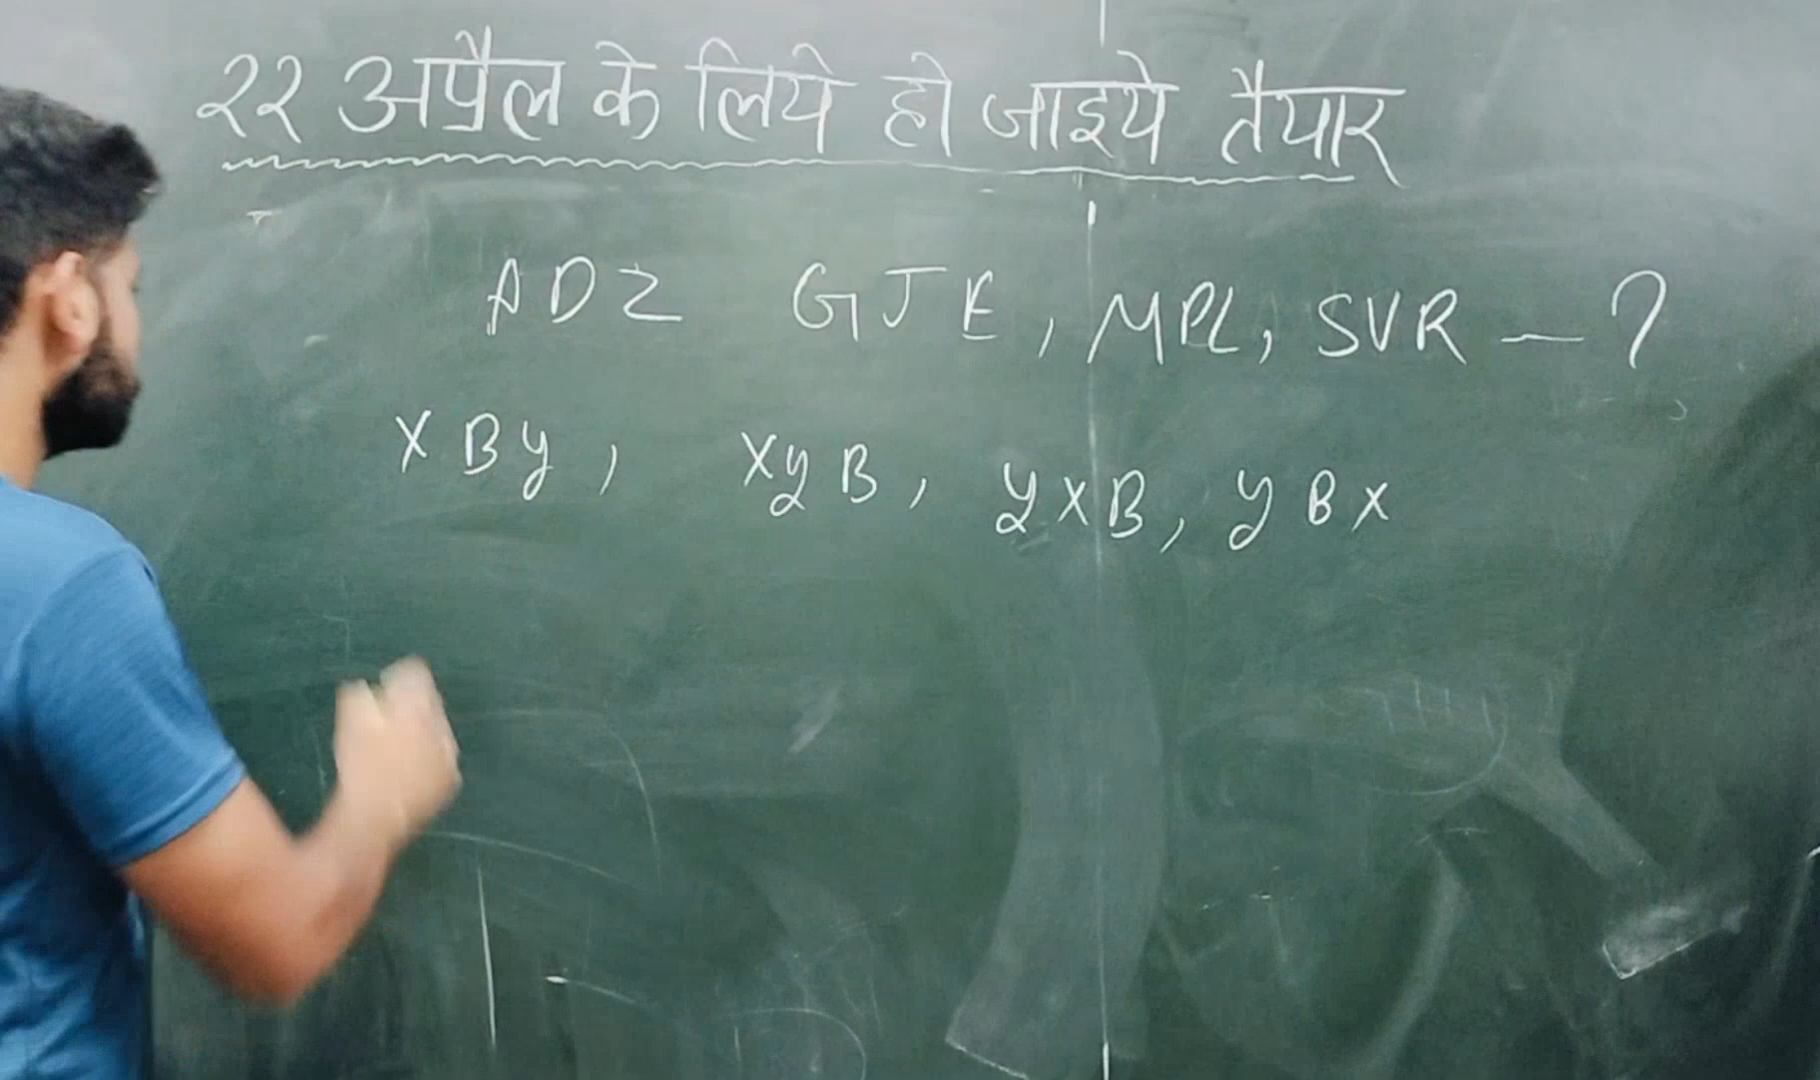 २२ अप्रैल के लिये हो जाइये तैयार
ADZ GJE, MPL, SVR — ?
XBy, XyB, yXB, yBX